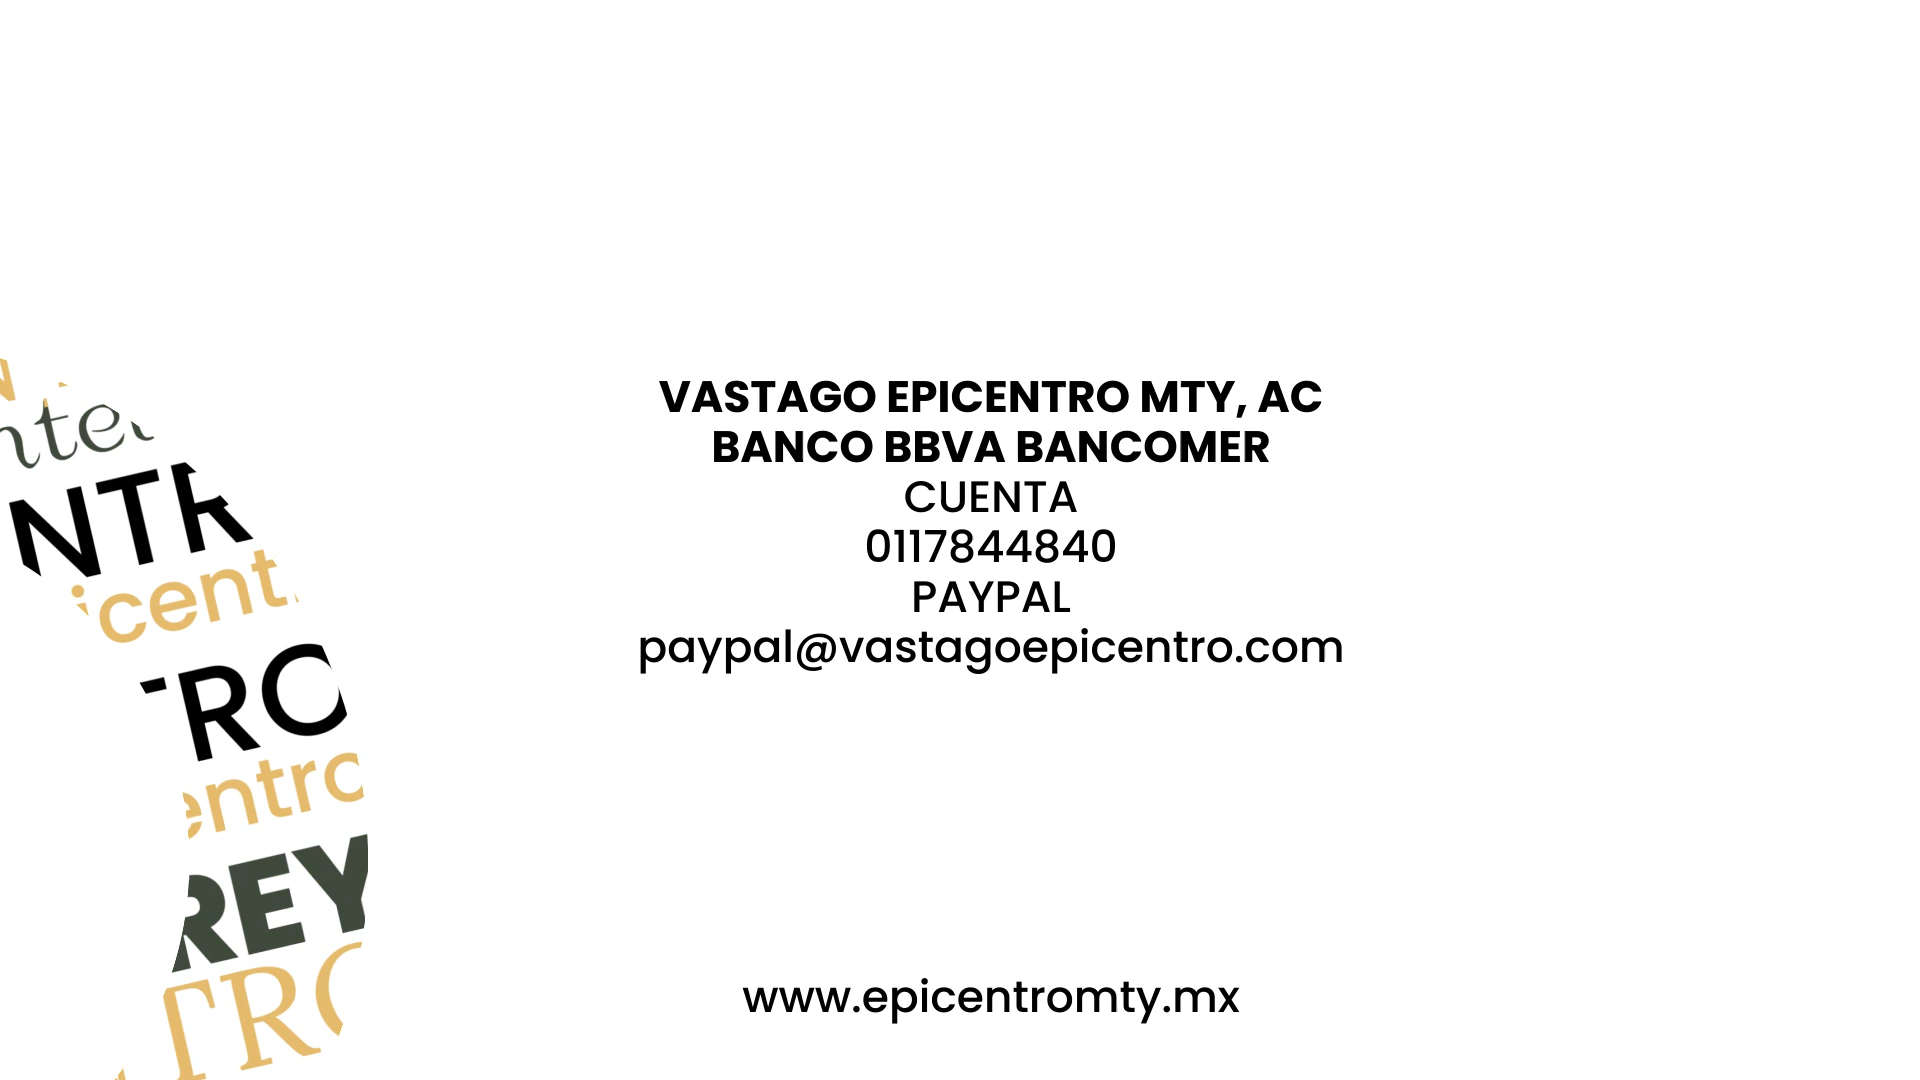 VASTAGO EPICENTRO MTY, AC
BANCO BBVA BANCOMER
CUENTA
0117844840
PAYPAL
paypal@vastagoepicentro.com
www.epicentromty.mx